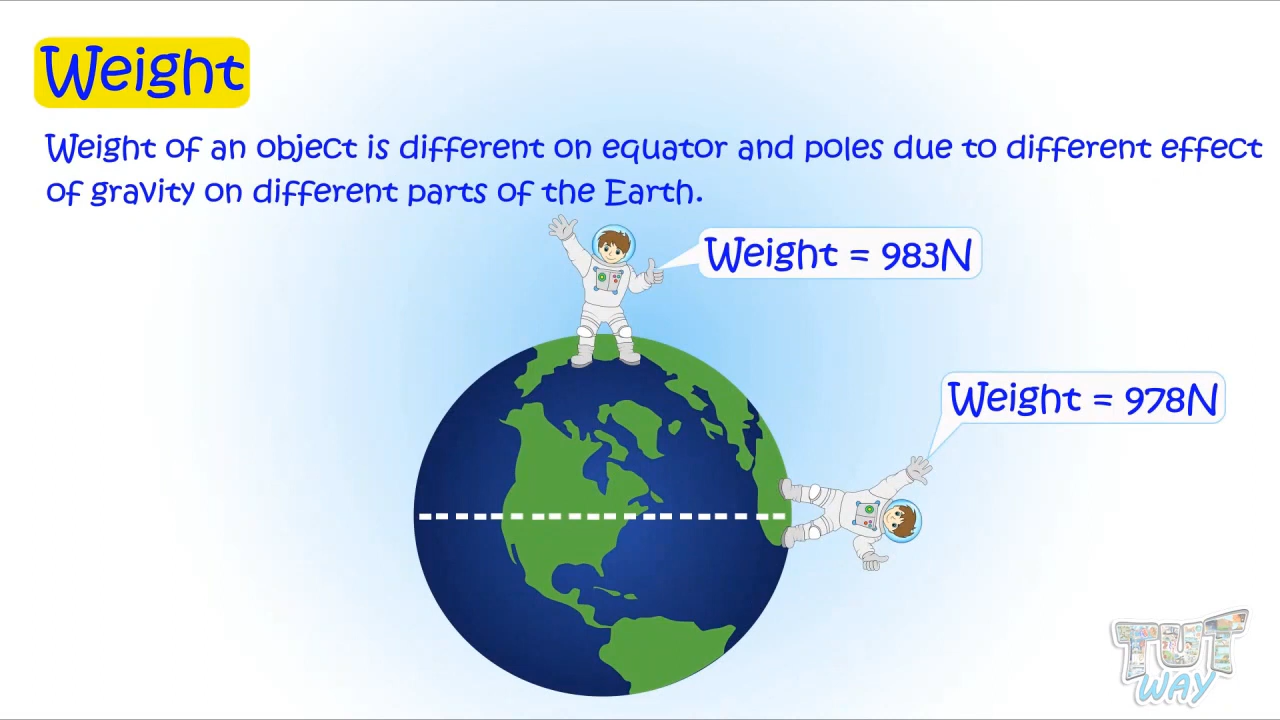 Weight
Weight of an object is different on equator and poles due to different effect
of gravity on different parts of the Earth.
Weight = 983N
Weight = 978N
TUT
WAY